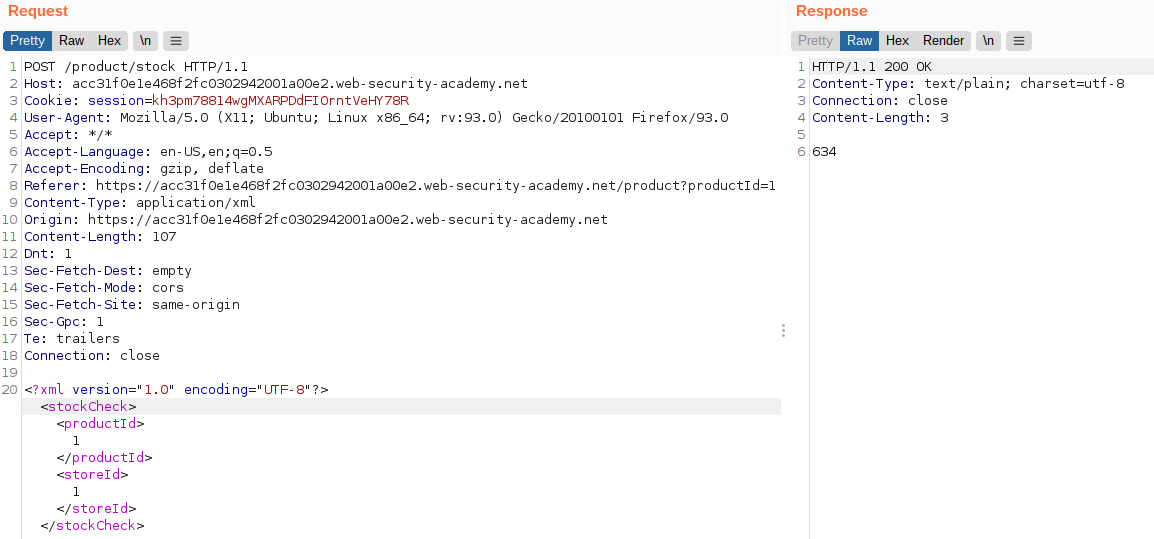 Request
Pretty Raw Hex \n
1 POST /product/stock HTTP/1.1
2 Host: acc31f0e1e468f2fc0302942001a00e2.web-security-academy.net
3 Cookie: session=kh3pm78814wgMXARPDdFIOrntVeHY78R
4 User-Agent: Mozilla/5.0 (X11; Ubuntu; Linux x86_64; rv:93.0) Gecko/20100101 Firefox/93.0
5 Accept: */*
6 Accept-Language: en-US,en;q=0.5
7 Accept-Encoding: gzip, deflate
8 Referer: https://acc31f0e1e468f2fc0302942001a00e2.web-security-academy.net/product?productId=1
9 Content-Type: application/xml
10 Origin: https://acc31f0e1e468f2fc0302942001a00e2.web-security-academy.net
11 Content-Length: 107
12 Dnt: 1
13 Sec-Fetch-Dest: empty
14 Sec-Fetch-Mode: cors
15 Sec-Fetch-Site: same-origin
16 Sec-Gpc: 1
17 Te: trailers
18 Connection: close
19
20 <?xml version="1.0" encoding="UTF-8"?>
<stockCheck>
<productId>
1
</productId>
<storeId>
1
</storeId>
</stockCheck>
Response
Pretty Raw Hex Render \n
1 HTTP/1.1 200 OK
2 Content-Type: text/plain; charset=utf-8
3 Connection: close
4 Content-Length: 3
5
6 634